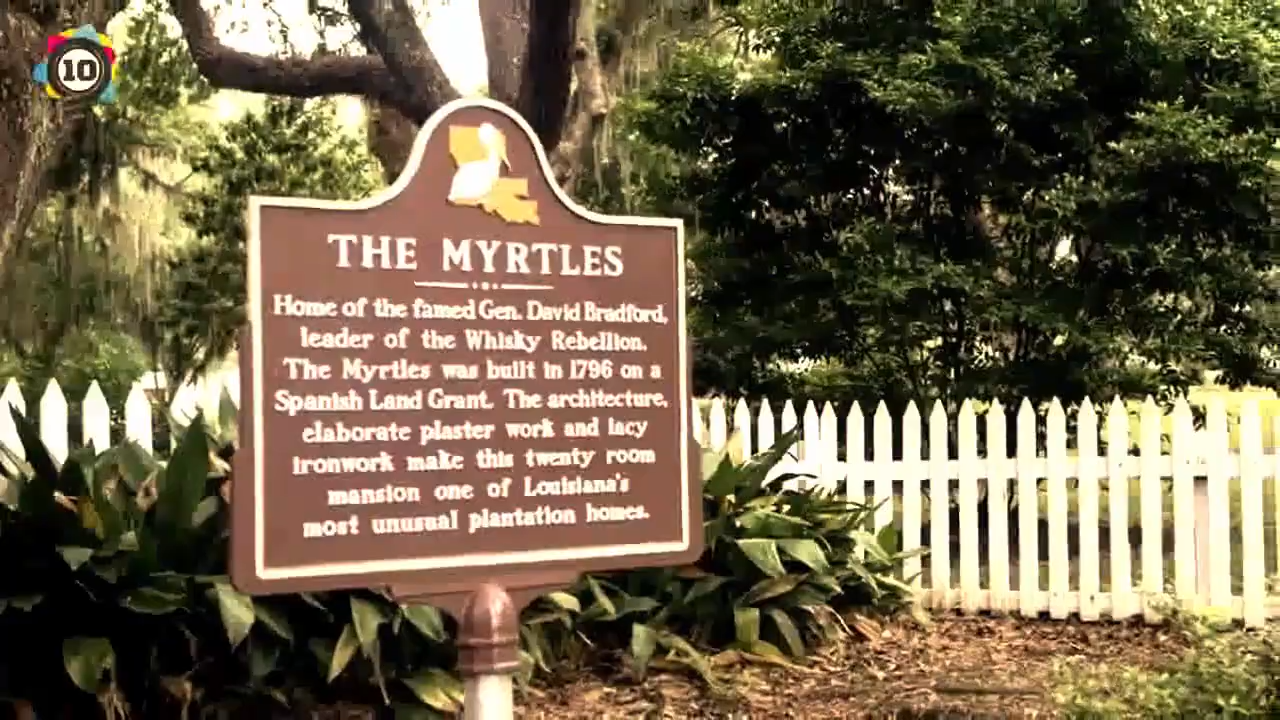 10
THE MYRTLES
Home of the famed Gen. David Bradford,
leader of the Whisky Rebellion.
The Myrtles was built in 1796 on a
Spanish Land Grant. The architecture,
elaborate plaster work and lacy
ironwork make this twenty room
mansion one of Louisiana's
most unusual plantation homes.